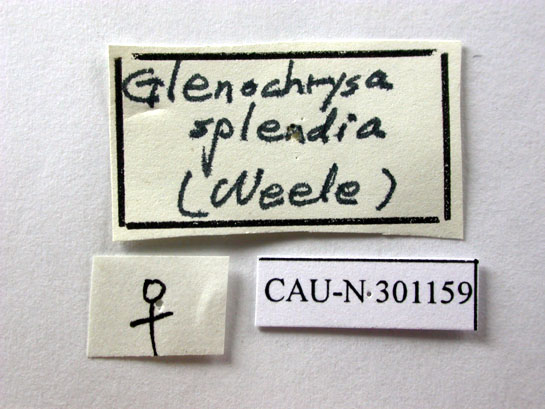 Glenochrysa
splendia
(Weele)
♀
CAU-N·301159